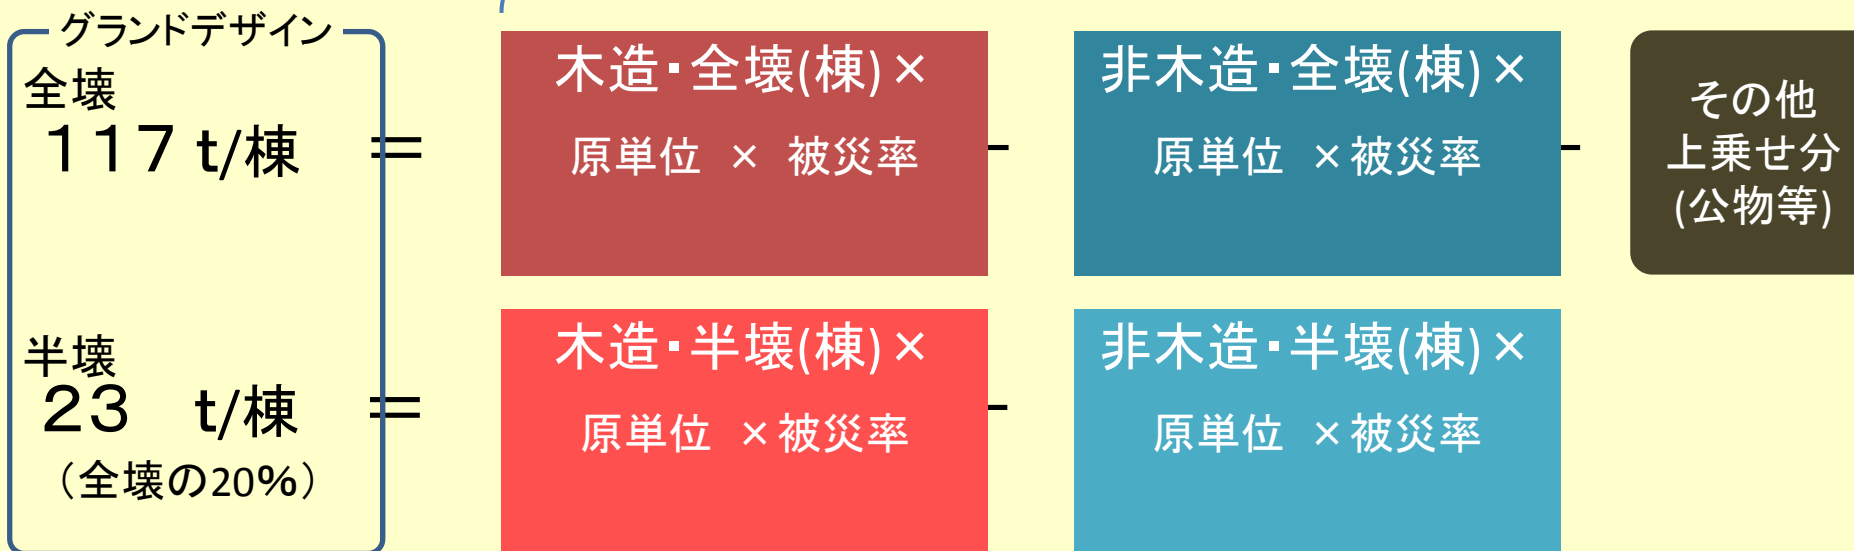 グランドデザイン
全壊
117 t/棟 =
木造・全壊(棟)×
原単位 × 被災率
非木造・全壊(棟)×
原単位 ×被災率
その他
上乗せ分
(公物等)
半壊
23 t/棟 =
(全壊の20%)
木造・半壊(棟)×
原単位 ×被災率
非木造・半壊(棟)×
原単位 ×被災率